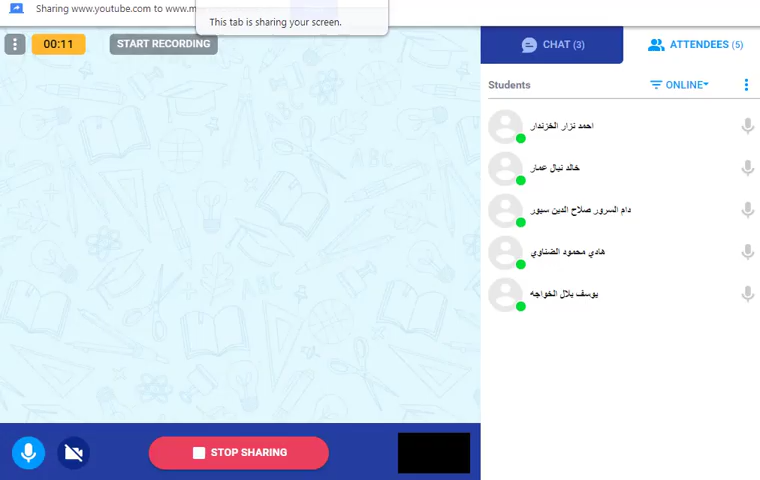 Sharing www.youtube.com to www.m
This tab is sharing your screen.
00:11
START RECORDING
CHAT (3)
ATTENDEES (5)
Students
ONLINE
احمد نزار الخزندار
خالد نبال عمار
دام السرور صلاح الدين سيور
هادي محمود الضناوي
يوسف بلال الخواجه
STOP SHARING